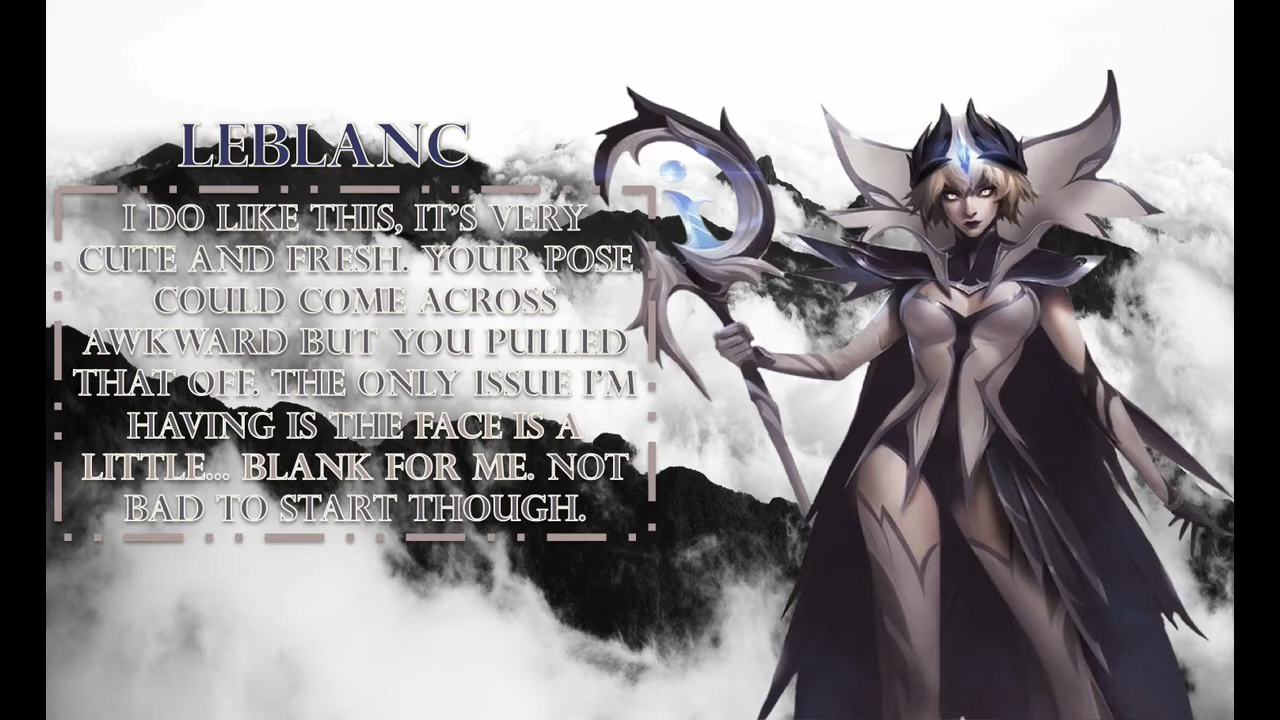 LEBLANC
I DO LIKE THIS, IT'S VERY
CUTE AND FRESH. YOUR POSE
COULD COME ACROSS
AWKWARD BUT YOU PULLED
THAT OFF. THE ONLY ISSUE I'M
HAVING IS THE FACE IS A
LITTLE... BLANK FOR ME. NOT
BAD TO START THOUGH.